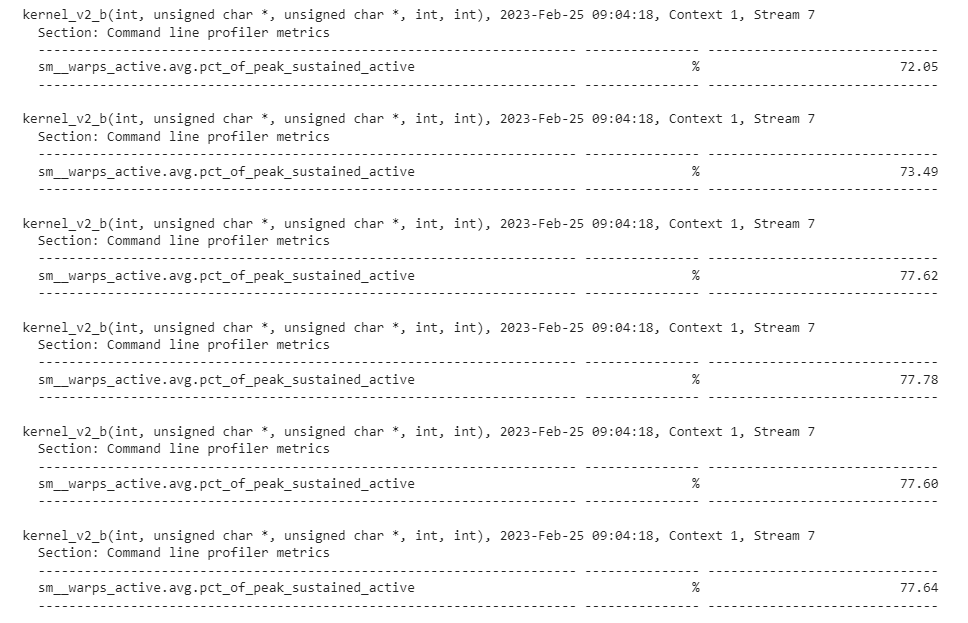 kernel_v2_b(int, unsigned char *, unsigned char *, int, int), 2023-Feb-25 09:04:18, Context 1, Stream 7
Section: Command line profiler metrics
---------------------------------------------------------------------- --------------- ------------------------------
sm__warps_active.avg.pct_of_peak_sustained_active % 72.05
---------------------------------------------------------------------- --------------- ------------------------------
kernel_v2_b(int, unsigned char *, unsigned char *, int, int), 2023-Feb-25 09:04:18, Context 1, Stream 7
Section: Command line profiler metrics
---------------------------------------------------------------------- --------------- ------------------------------
sm__warps_active.avg.pct_of_peak_sustained_active % 73.49
---------------------------------------------------------------------- --------------- ------------------------------
kernel_v2_b(int, unsigned char *, unsigned char *, int, int), 2023-Feb-25 09:04:18, Context 1, Stream 7
Section: Command line profiler metrics
---------------------------------------------------------------------- --------------- ------------------------------
sm__warps_active.avg.pct_of_peak_sustained_active % 77.62
---------------------------------------------------------------------- --------------- ------------------------------
kernel_v2_b(int, unsigned char *, unsigned char *, int, int), 2023-Feb-25 09:04:18, Context 1, Stream 7
Section: Command line profiler metrics
---------------------------------------------------------------------- --------------- ------------------------------
sm__warps_active.avg.pct_of_peak_sustained_active % 77.78
---------------------------------------------------------------------- --------------- ------------------------------
kernel_v2_b(int, unsigned char *, unsigned char *, int, int), 2023-Feb-25 09:04:18, Context 1, Stream 7
Section: Command line profiler metrics
---------------------------------------------------------------------- --------------- ------------------------------
sm__warps_active.avg.pct_of_peak_sustained_active % 77.60
---------------------------------------------------------------------- --------------- ------------------------------
kernel_v2_b(int, unsigned char *, unsigned char *, int, int), 2023-Feb-25 09:04:18, Context 1, Stream 7
Section: Command line profiler metrics
---------------------------------------------------------------------- --------------- ------------------------------
sm__warps_active.avg.pct_of_peak_sustained_active % 77.64
---------------------------------------------------------------------- --------------- ------------------------------